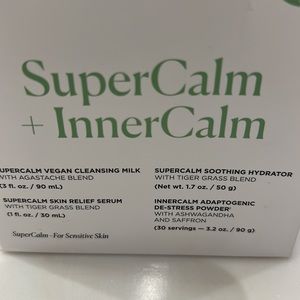 SuperCalm
+ InnerCalm
UPERCALM VEGAN CLEANSING MILK
WITH AGASTACHE BLEND
(3 fl. oz. / 90 mL)
SUPERCALM SOOTHING HYDRATOR
WITH TIGER GRASS BLEND
(Net wt. 1.7 oz. / 50 g)
SUPERCALM SKIN RELIEF SERUM
WITH TIGER GRASS BLEND
(1 fl. oz. / 30 mL)
INNERCALM ADAPTOGENIC
DE-STRESS POWDER
WITH ASHWAGANDHA
AND SAFFRON
(30 servings — 3.2 oz. / 90 g)
SuperCalm—For Sensitive Skin